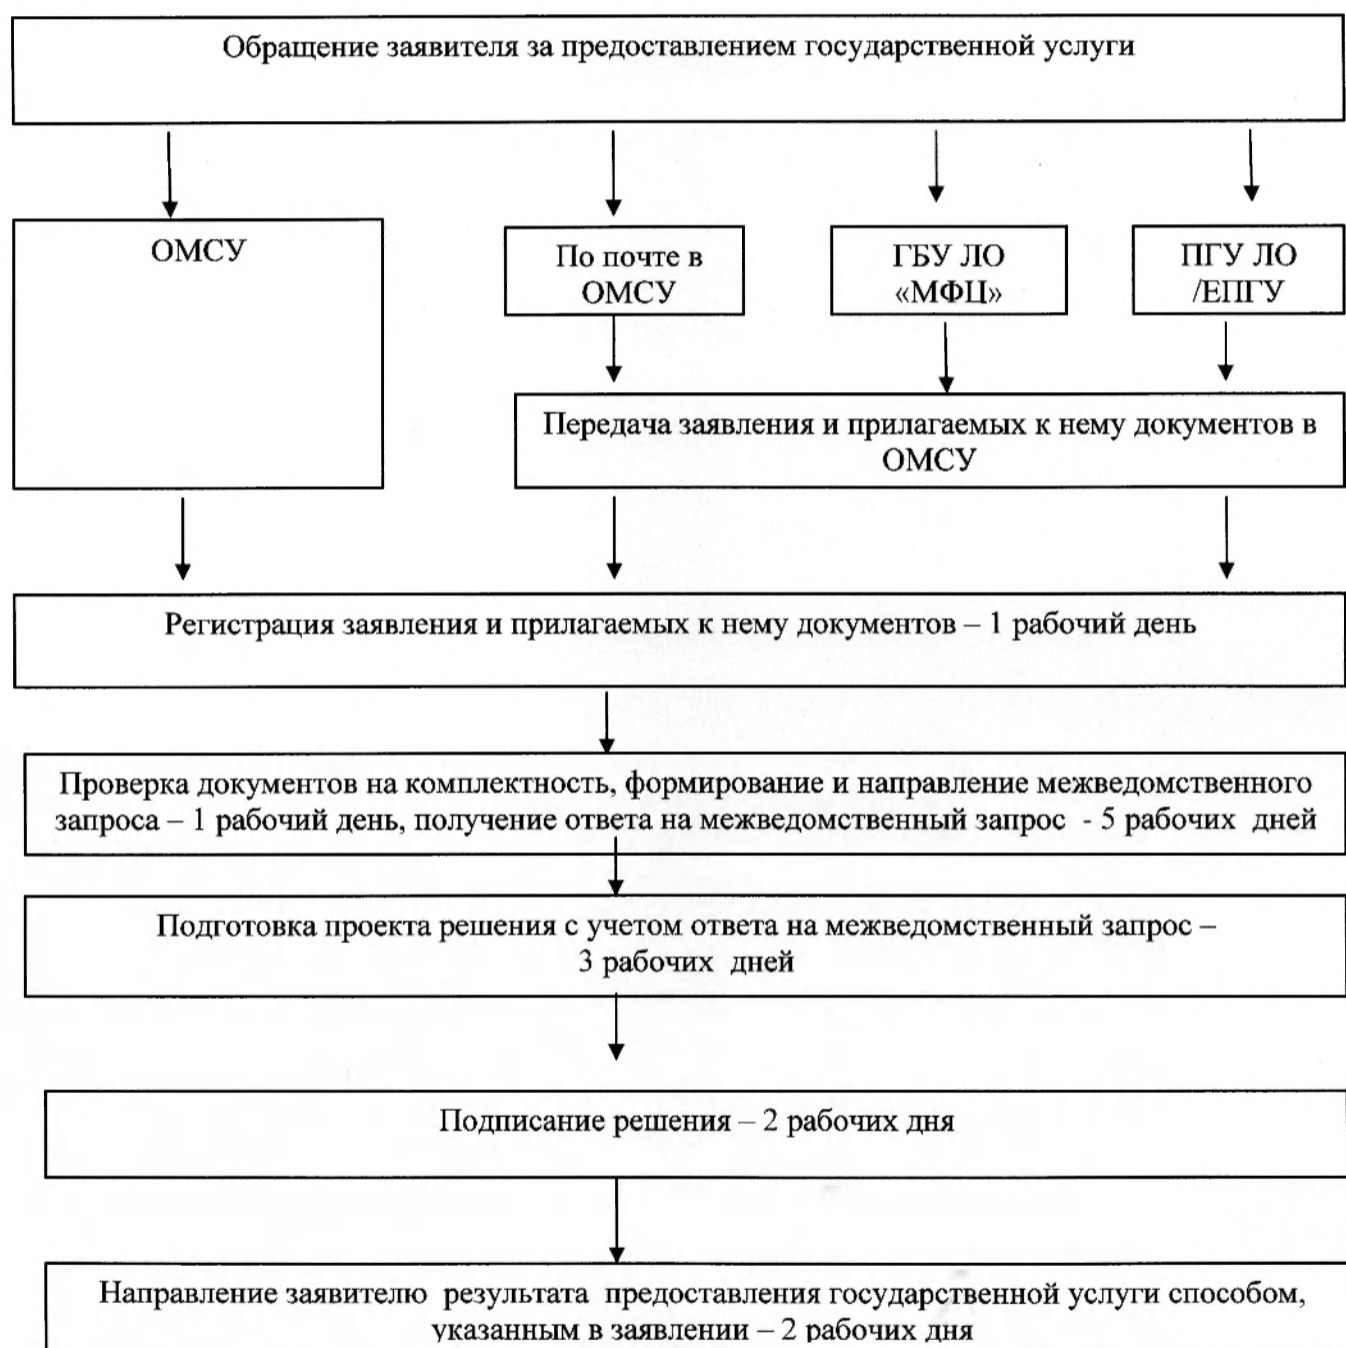 Обращение заявителя за предоставлением государственной услуги
ОМСУ
По почте в
ОМСУ
ГБУ ЛО
«МФЦ»
ПГУ ЛО
/ЕПГУ
Передача заявления и прилагаемых к нему документов в
ОМСУ
Регистрация заявления и прилагаемых к нему документов – 1 рабочий день
Проверка документов на комплектность, формирование и направление межведомственного
запроса – 1 рабочий день, получение ответа на межведомственный запрос - 5 рабочих дней
Подготовка проекта решения с учетом ответа на межведомственный запрос –
3 рабочих дней
Подписание решения – 2 рабочих дня
Направление заявителю результата предоставления государственной услуги способом,
указанным в заявлении – 2 рабочих дня